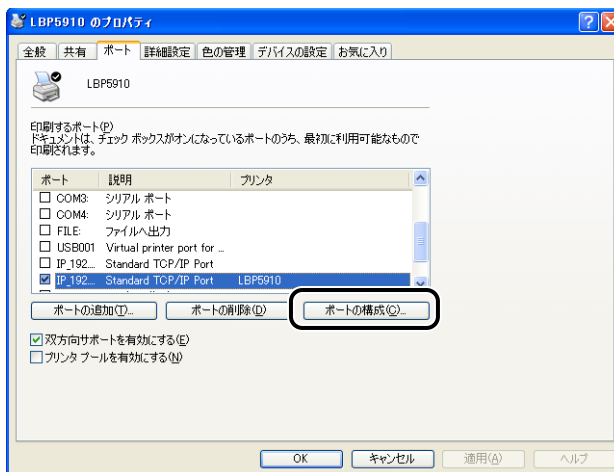 LBP5910 のプロパティ
全般 共有 ポート 詳細設定 色の管理 デバイスの設定 お気に入り
LBP5910
印刷するポート(P)
ドキュメントは、チェック ボックスがオンになっているポートのうち、最初に利用可能なもので
印刷されます。
ポート 説明 プリンタ
COM3: シリアル ポート
COM4: シリアル ポート
FILE: ファイルへ出力
USB001 Virtual printer port for ...
IP_192... Standard TCP/IP Port
IP_192... Standard TCP/IP Port LBP5910
ポートの追加(T)... ポートの削除(D) ポートの構成(C)...
双方向サポートを有効にする(E)
プリンタ プールを有効にする(N)
OK キャンセル 適用(A) ヘルプ